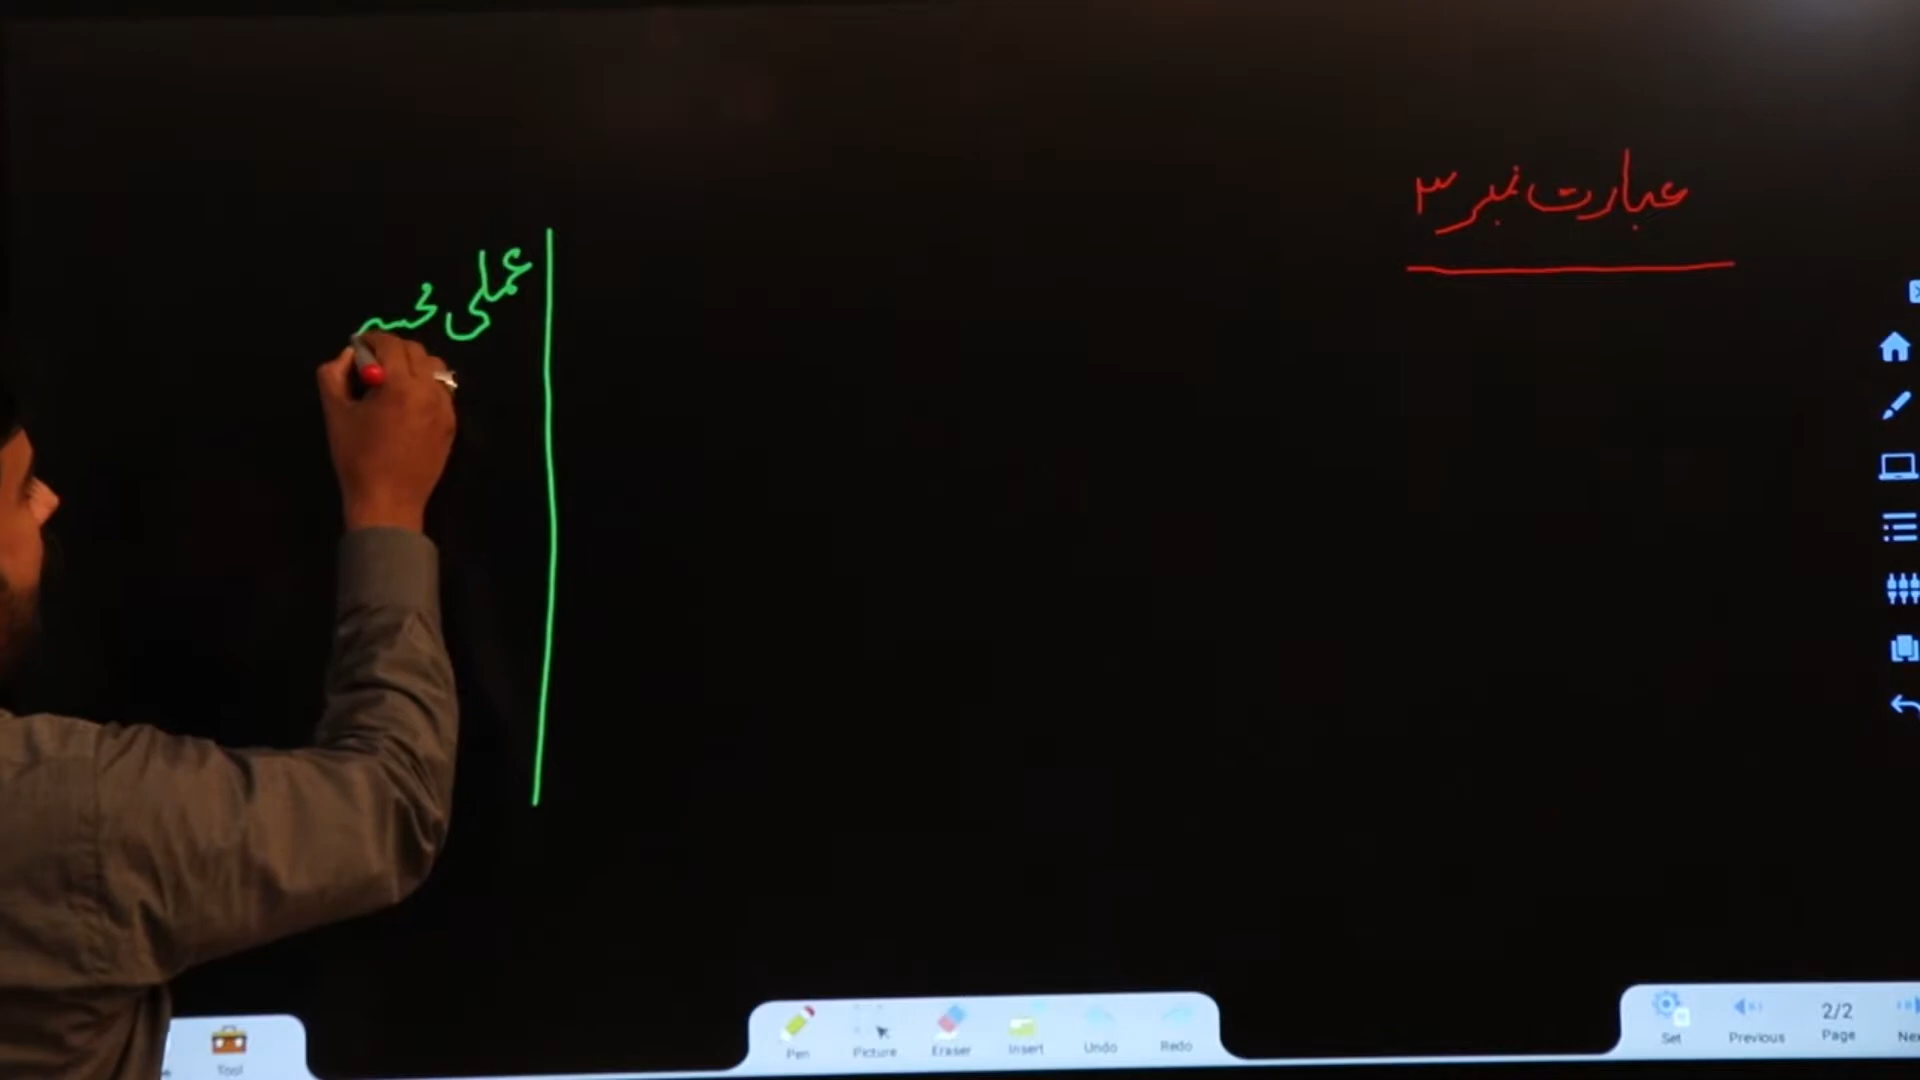 عبارت نمبر ۳
عملی
Tool
Pen
Picture
Eraser
Insert
Undo
Redo
Set
Previous
2/2
Page